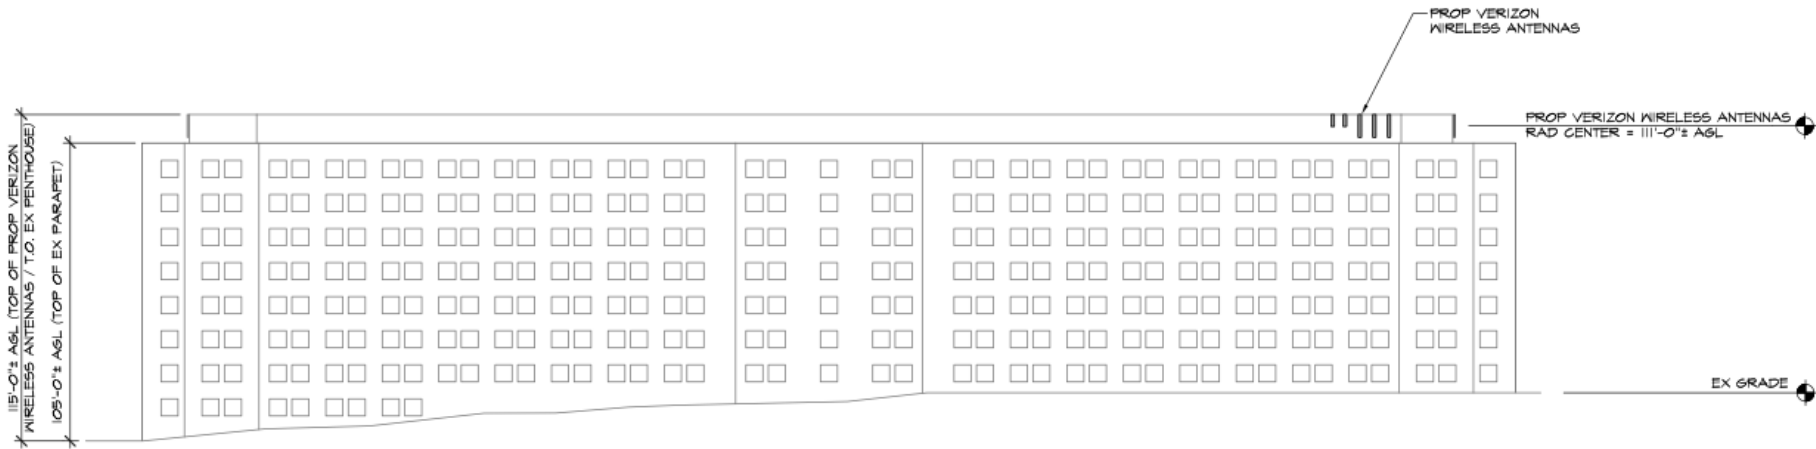 PROP VERIZON
WIRELESS ANTENNAS
PROP VERIZON WIRELESS ANTENNAS
RAD CENTER = 111'-0"± AGL
115'-0"± AGL (TOP OF PROP VERIZON
WIRELESS ANTENNAS / T.O. EX PENTHOUSE)
105'-0"± AGL (TOP OF EX PARAPET)
EX GRADE